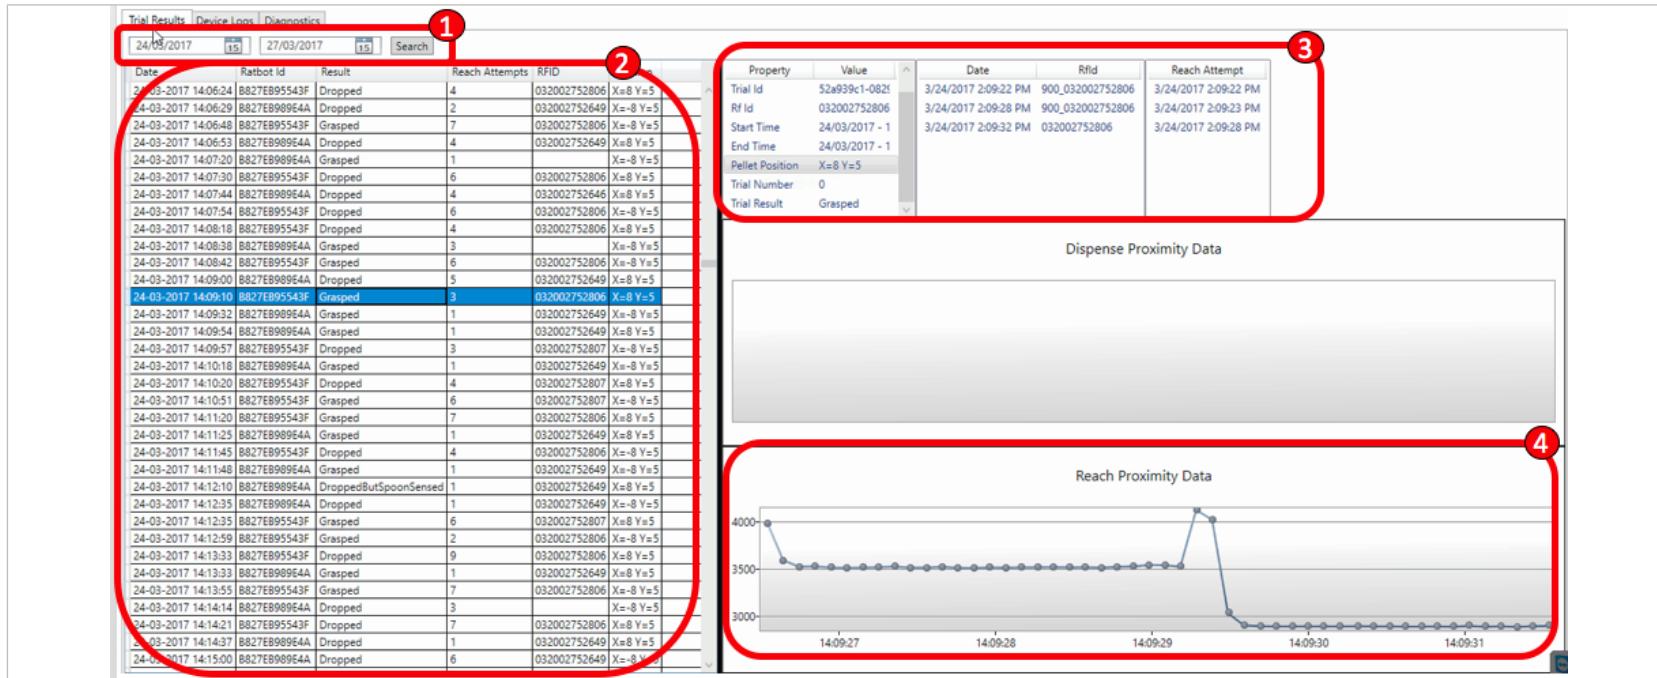 Trial Results Device Logs Diagnostics
1
24/03/2017 15 27/03/2017 15 Search
2
3
Date Ratbot Id Result Reach Attempts RFID
24-03-2017 14:06:24 B827EB95543F Dropped 4 032002752806 X=8 Y=5
24-03-2017 14:06:29 B827EB989E4A Dropped 2 032002752649 X=-8 Y=5
24-03-2017 14:06:48 B827EB95543F Grasped 7 032002752806 X=-8 Y=5
24-03-2017 14:06:53 B827EB989E4A Dropped 4 032002752649 X=8 Y=5
24-03-2017 14:07:20 B827EB989E4A Grasped 1 X=-8 Y=5
24-03-2017 14:07:30 B827EB95543F Dropped 6 032002752806 X=8 Y=5
24-03-2017 14:07:44 B827EB989E4A Dropped 4 032002752646 X=8 Y=5
24-03-2017 14:07:54 B827EB95543F Dropped 6 032002752806 X=-8 Y=5
24-03-2017 14:08:18 B827EB95543F Dropped 4 032002752806 X=8 Y=5
24-03-2017 14:08:38 B827EB989E4A Grasped 3 X=-8 Y=5
24-03-2017 14:08:42 B827EB95543F Grasped 6 032002752806 X=-8 Y=5
24-03-2017 14:09:00 B827EB989E4A Dropped 5 032002752649 X=8 Y=5
24-03-2017 14:09:10 B827EB95543F Grasped 3 032002752806 X=8 Y=5
24-03-2017 14:09:32 B827EB989E4A Grasped 1 032002752649 X=-8 Y=5
24-03-2017 14:09:54 B827EB989E4A Grasped 1 032002752649 X=8 Y=5
24-03-2017 14:09:57 B827EB95543F Dropped 3 032002752807 X=-8 Y=5
24-03-2017 14:10:18 B827EB989E4A Grasped 1 032002752649 X=-8 Y=5
24-03-2017 14:10:20 B827EB95543F Dropped 4 032002752807 X=8 Y=5
24-03-2017 14:10:51 B827EB95543F Grasped 6 032002752807 X=-8 Y=5
24-03-2017 14:11:20 B827EB95543F Grasped 7 032002752806 X=8 Y=5
24-03-2017 14:11:25 B827EB989E4A Grasped 1 032002752649 X=8 Y=5
24-03-2017 14:11:45 B827EB95543F Dropped 4 032002752806 X=-8 Y=5
24-03-2017 14:11:48 B827EB989E4A Grasped 1 032002752649 X=-8 Y=5
24-03-2017 14:12:10 B827EB989E4A DroppedButSpoonSensed 1 032002752649 X=8 Y=5
24-03-2017 14:12:35 B827EB989E4A Dropped 1 032002752649 X=-8 Y=5
24-03-2017 14:12:35 B827EB95543F Grasped 6 032002752807 X=8 Y=5
24-03-2017 14:12:59 B827EB95543F Grasped 2 032002752806 X=8 Y=5
24-03-2017 14:13:33 B827EB95543F Dropped 9 032002752806 X=-8 Y=5
24-03-2017 14:13:33 B827EB989E4A Grasped 1 032002752649 X=8 Y=5
24-03-2017 14:13:55 B827EB95543F Grasped 7 032002752806 X=8 Y=5
24-03-2017 14:14:14 B827EB989E4A Dropped 3 X=-8 Y=5
24-03-2017 14:14:21 B827EB95543F Dropped 7 032002752806 X=8 Y=5
24-03-2017 14:14:37 B827EB989E4A Dropped 1 032002752649 X=8 Y=5
24-03-2017 14:15:00 B827EB989E4A Dropped 6 032002752649 X=-8 Y=5
Property Value Date RfId Reach Attempt
Trial Id 52a939c1-082 3/24/2017 2:09:22 PM 900_032002752806 3/24/2017 2:09:22 PM
Rf Id 032002752806 3/24/2017 2:09:28 PM 900_032002752806 3/24/2017 2:09:23 PM
Start Time 24/03/2017 - 1 3/24/2017 2:09:32 PM 032002752806 3/24/2017 2:09:28 PM
End Time 24/03/2017 - 1
Pellet Position X=8 Y=5
Trial Number 0
Trial Result Grasped
Dispense Proximity Data
4
Reach Proximity Data
4000
3500
3000
14:09:27 14:09:28 14:09:29 14:09:30 14:09:31